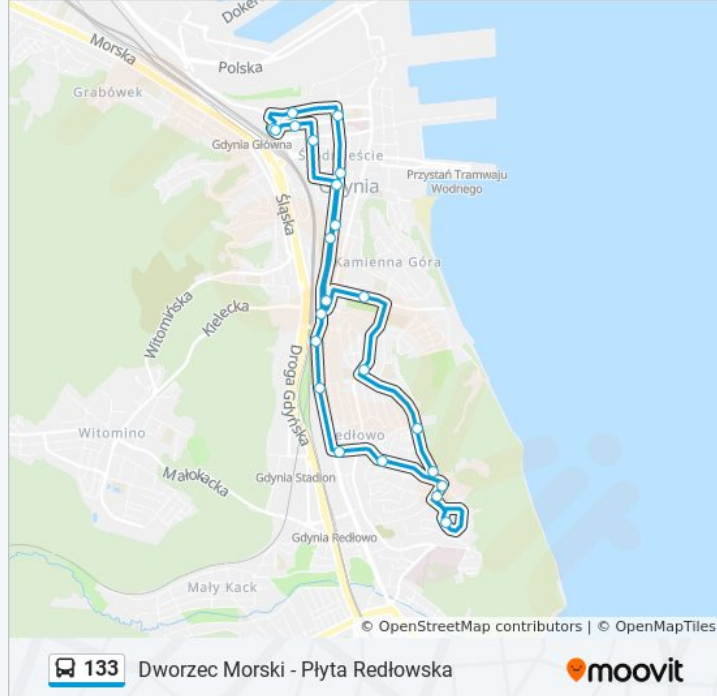 Doker
Morska
Polska
Grabówek
Gdynia Główna
Śródmieście
Gdynia
Przystań Tramwaju
Wodnego
Śląska
Kamienna Góra
Witomińska
Kielecka
Droga Gdyńska
Witomino
Redłowo
Małokacka
Gdynia Stadion
Gdynia Redłowo
Mały Kack
© OpenStreetMap contributors | © OpenMapTiles
133 Dworzec Morski - Płyta Redłowska
moovit